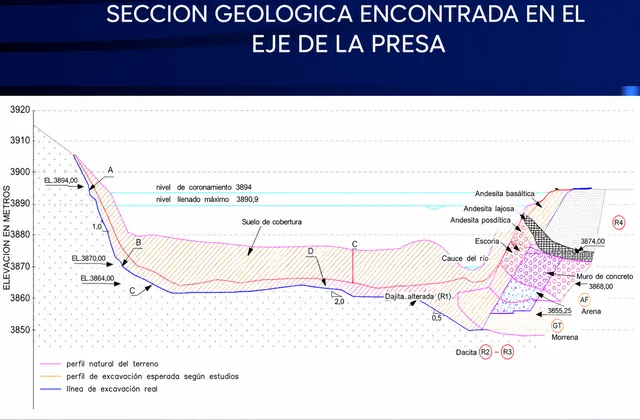 SECCION GEOLOGICA ENCONTRADA EN EL
EJE DE LA PRESA
ELEVACION EN METROS
3920
3910
3900
3890
3880
3870
3860
3850
EL.3894,00
A
nivel de coronamiento 3894
nivel llenado máximo 3890,9
Suelo de cobertura
1,0
B
EL.3870,00
EL.3864,00
C
D
C
2,0
Dajita alterada (R1)
0,5
Cauce del río
Andesita basáltica
Andesita lajosa
Andesita posdítica
Escoria
R4
3874,00
Muro de concreto
3868,00
AF
3855,25
Arena
GT
Morrena
Dacita R2 – R3
perfil natural del terreno
perfil de excavación esperada según estudios
línea de excavación real